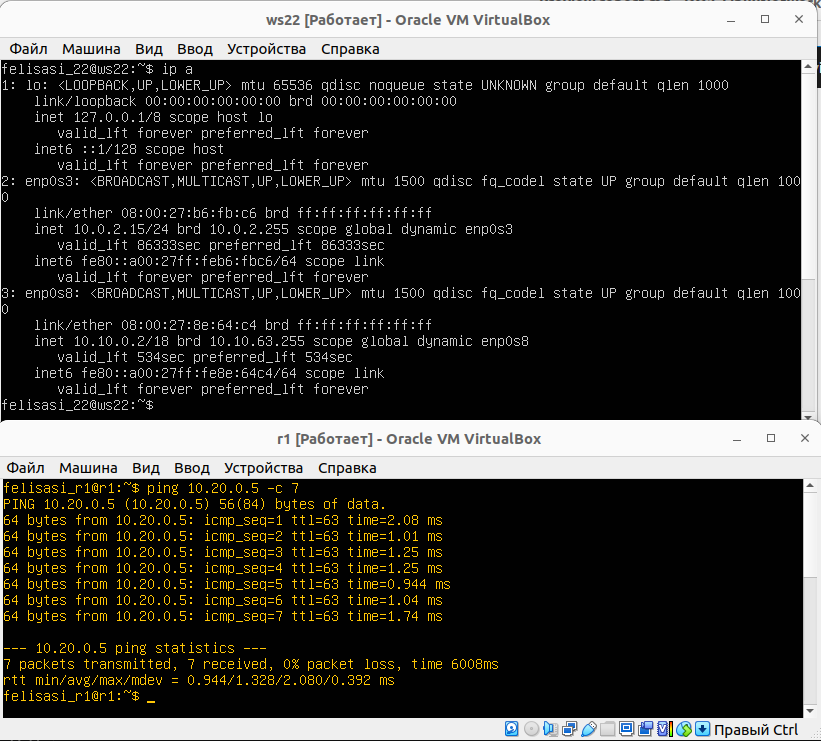 ws22 [Работает] - Oracle VM VirtualBox
Файл Машина Вид Ввод Устройства Справка
felisasi_22@ws22:~$ ip a
1: lo: <LOOPBACK,UP,LOWER_UP> mtu 65536 qdisc noqueue state UNKNOWN group default qlen 1000
    link/loopback 00:00:00:00:00:00 brd 00:00:00:00:00:00
    inet 127.0.0.1/8 scope host lo
       valid_lft forever preferred_lft forever
    inet6 ::1/128 scope host
       valid_lft forever preferred_lft forever
2: enp0s3: <BROADCAST,MULTICAST,UP,LOWER_UP> mtu 1500 qdisc fq_codel state UP group default qlen 100
0
    link/ether 08:00:27:b6:fb:c6 brd ff:ff:ff:ff:ff:ff
    inet 10.0.2.15/24 brd 10.0.2.255 scope global dynamic enp0s3
       valid_lft 86333sec preferred_lft 86333sec
    inet6 fe80::a00:27ff:feb6:fbc6/64 scope link
       valid_lft forever preferred_lft forever
3: enp0s8: <BROADCAST,MULTICAST,UP,LOWER_UP> mtu 1500 qdisc fq_codel state UP group default qlen 100
0
    link/ether 08:00:27:8e:64:c4 brd ff:ff:ff:ff:ff:ff
    inet 10.10.0.2/18 brd 10.10.63.255 scope global dynamic enp0s8
       valid_lft 534sec preferred_lft 534sec
    inet6 fe80::a00:27ff:fe8e:64c4/64 scope link
       valid_lft forever preferred_lft forever
felisasi_22@ws22:~$
r1 [Работает] - Oracle VM VirtualBox
Файл Машина Вид Ввод Устройства Справка
felisasi_r1@r1:~$ ping 10.20.0.5 -c 7
PING 10.20.0.5 (10.20.0.5) 56(84) bytes of data.
64 bytes from 10.20.0.5: icmp_seq=1 ttl=63 time=2.08 ms
64 bytes from 10.20.0.5: icmp_seq=2 ttl=63 time=1.01 ms
64 bytes from 10.20.0.5: icmp_seq=3 ttl=63 time=1.25 ms
64 bytes from 10.20.0.5: icmp_seq=4 ttl=63 time=1.25 ms
64 bytes from 10.20.0.5: icmp_seq=5 ttl=63 time=0.944 ms
64 bytes from 10.20.0.5: icmp_seq=6 ttl=63 time=1.04 ms
64 bytes from 10.20.0.5: icmp_seq=7 ttl=63 time=1.74 ms
--- 10.20.0.5 ping statistics ---
7 packets transmitted, 7 received, 0% packet loss, time 6008ms
rtt min/avg/max/mdev = 0.944/1.328/2.080/0.392 ms
felisasi_r1@r1:~$ _
Правый Ctrl